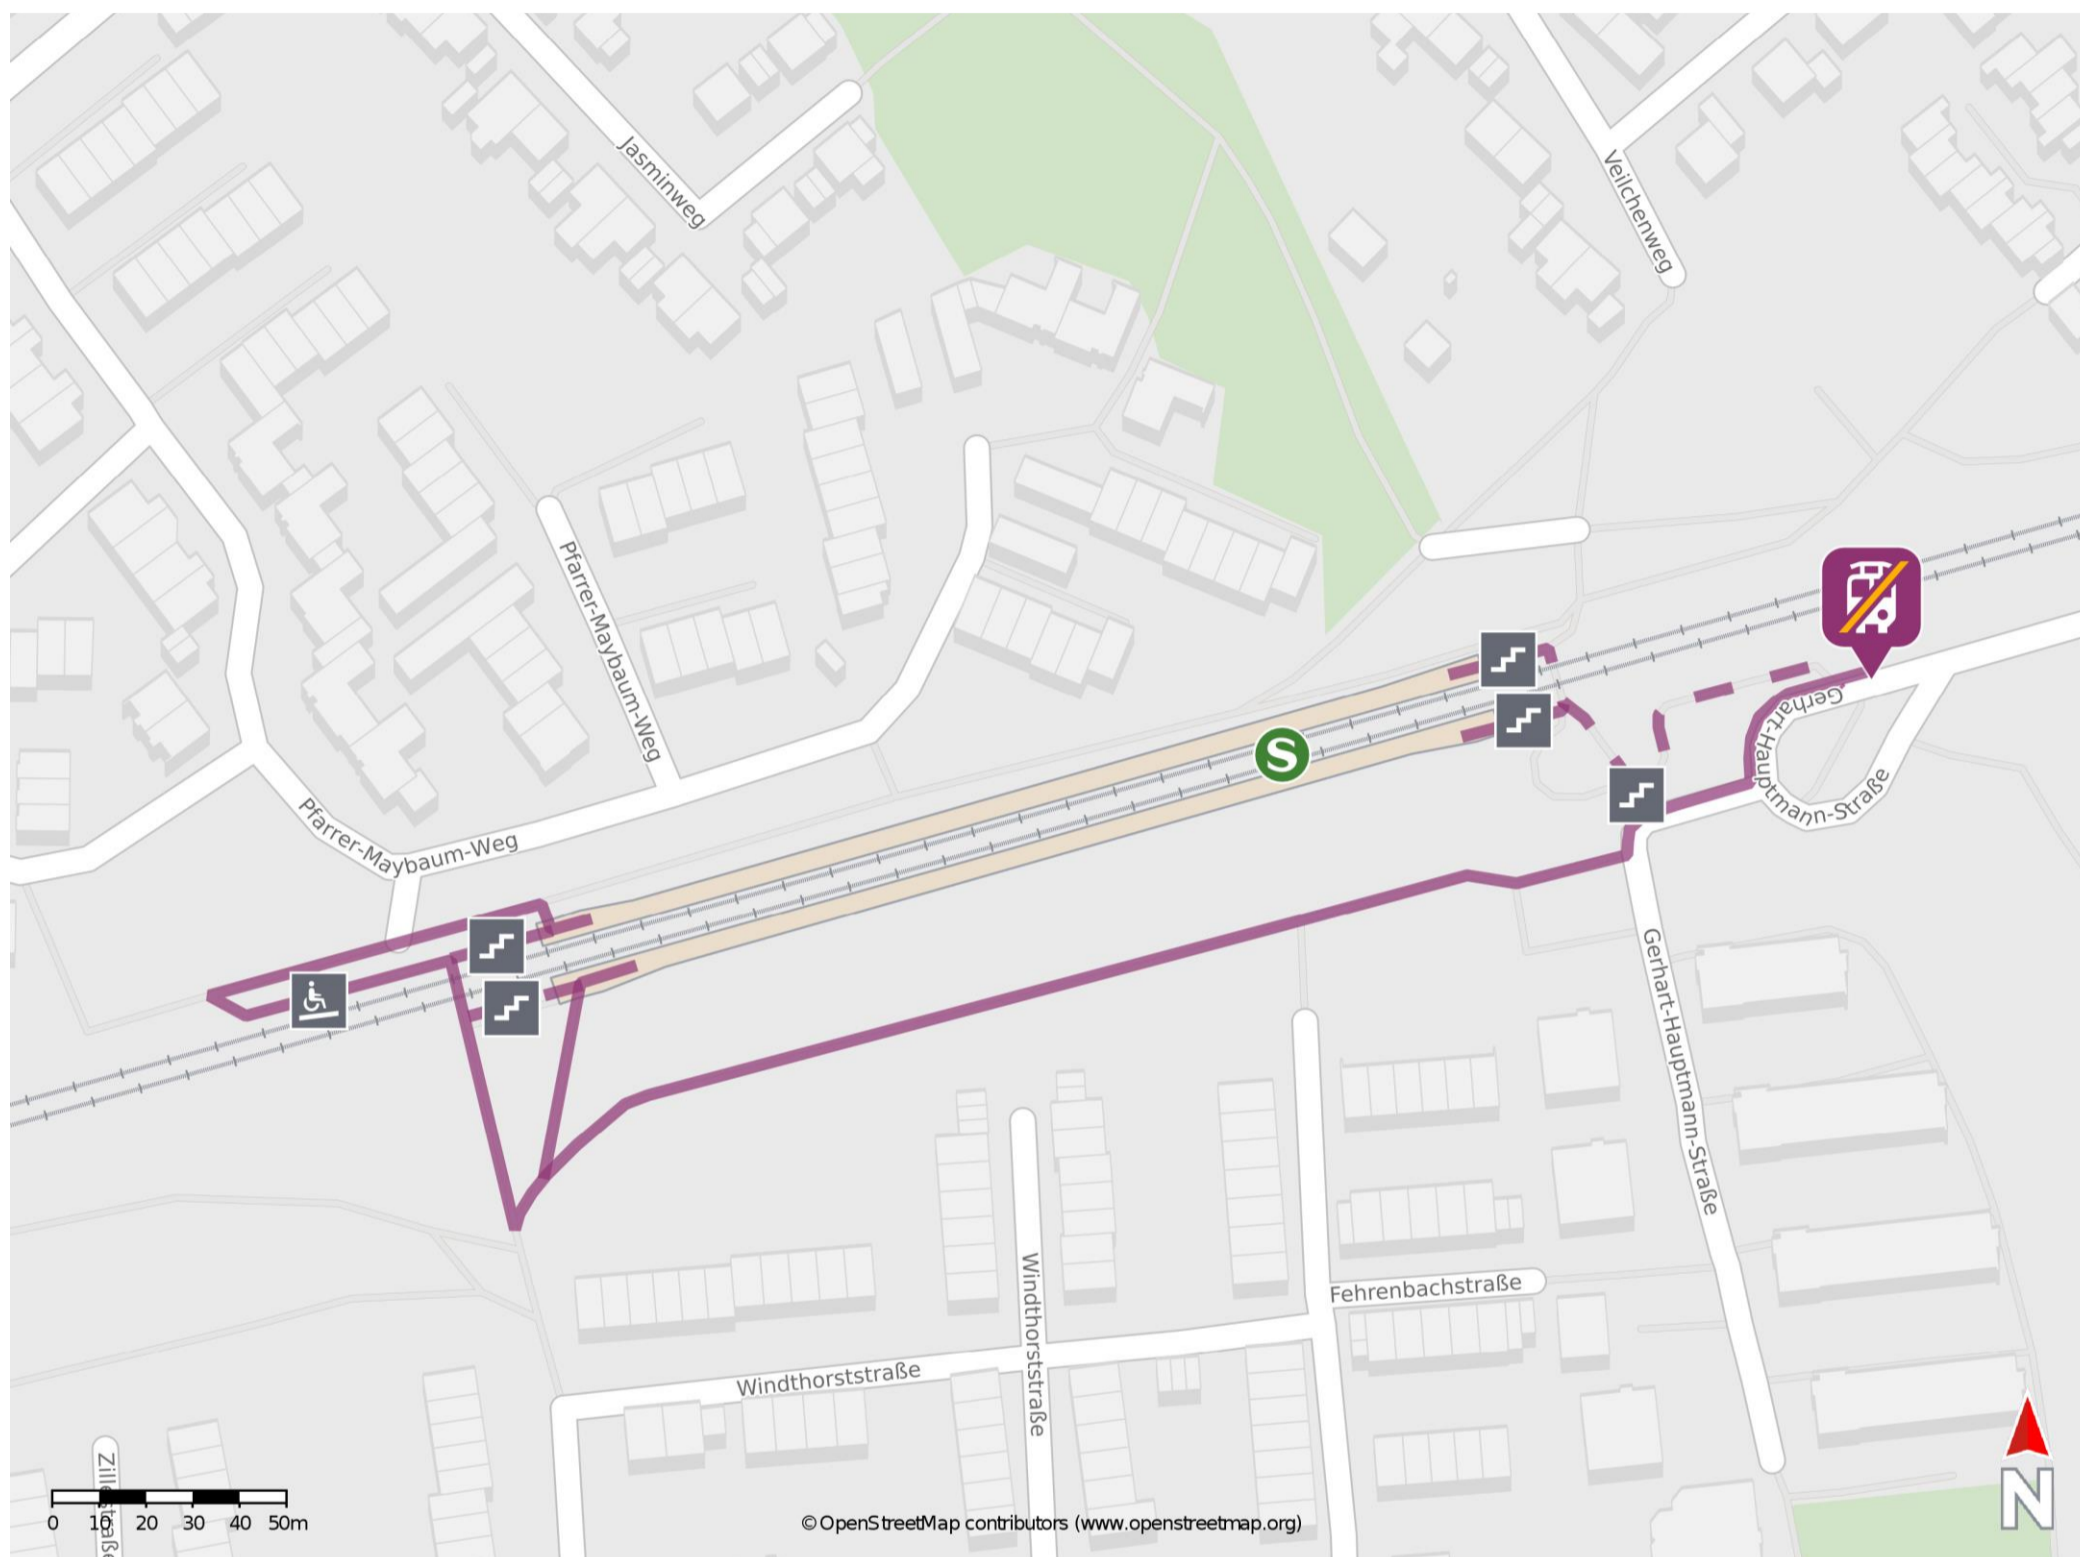 Jasminweg
Veilchenweg
Pfarrer-Maybaum-Weg
S
Gerhart-Hauptmann-Straße
Pfarrer-Maybaum-Weg
Gerhart-Hauptmann-Straße
Windthorststraße
Fehrenbachstraße
Windthorststraße
Zillestraße
N
0 10 20 30 40 50m
© OpenStreetMap contributors (www.openstreetmap.org)